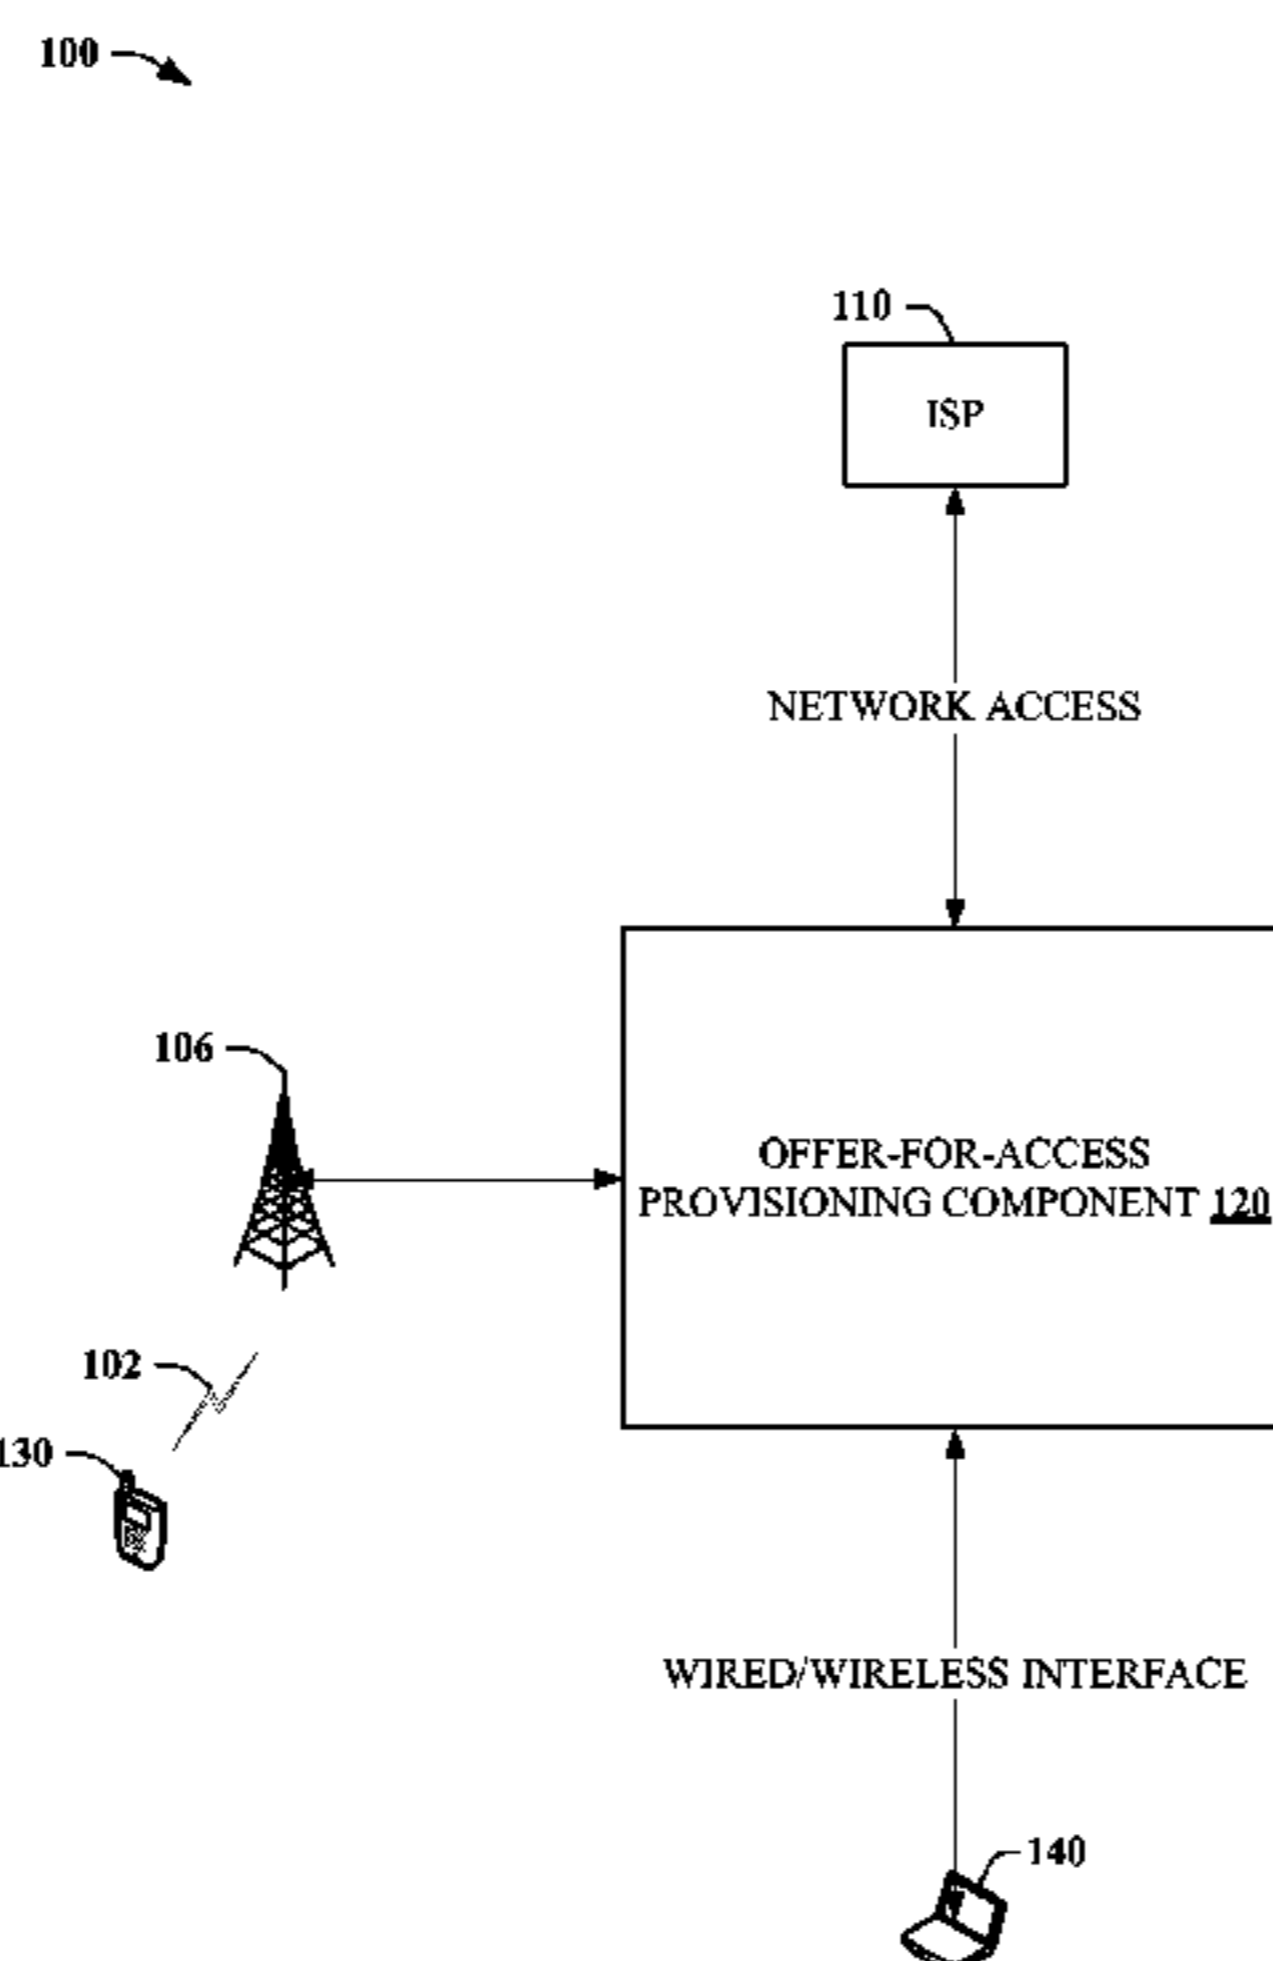 100
110
ISP
NETWORK ACCESS
106
OFFER-FOR-ACCESS
PROVISIONING COMPONENT 120
102
130
WIRED/WIRELESS INTERFACE
140